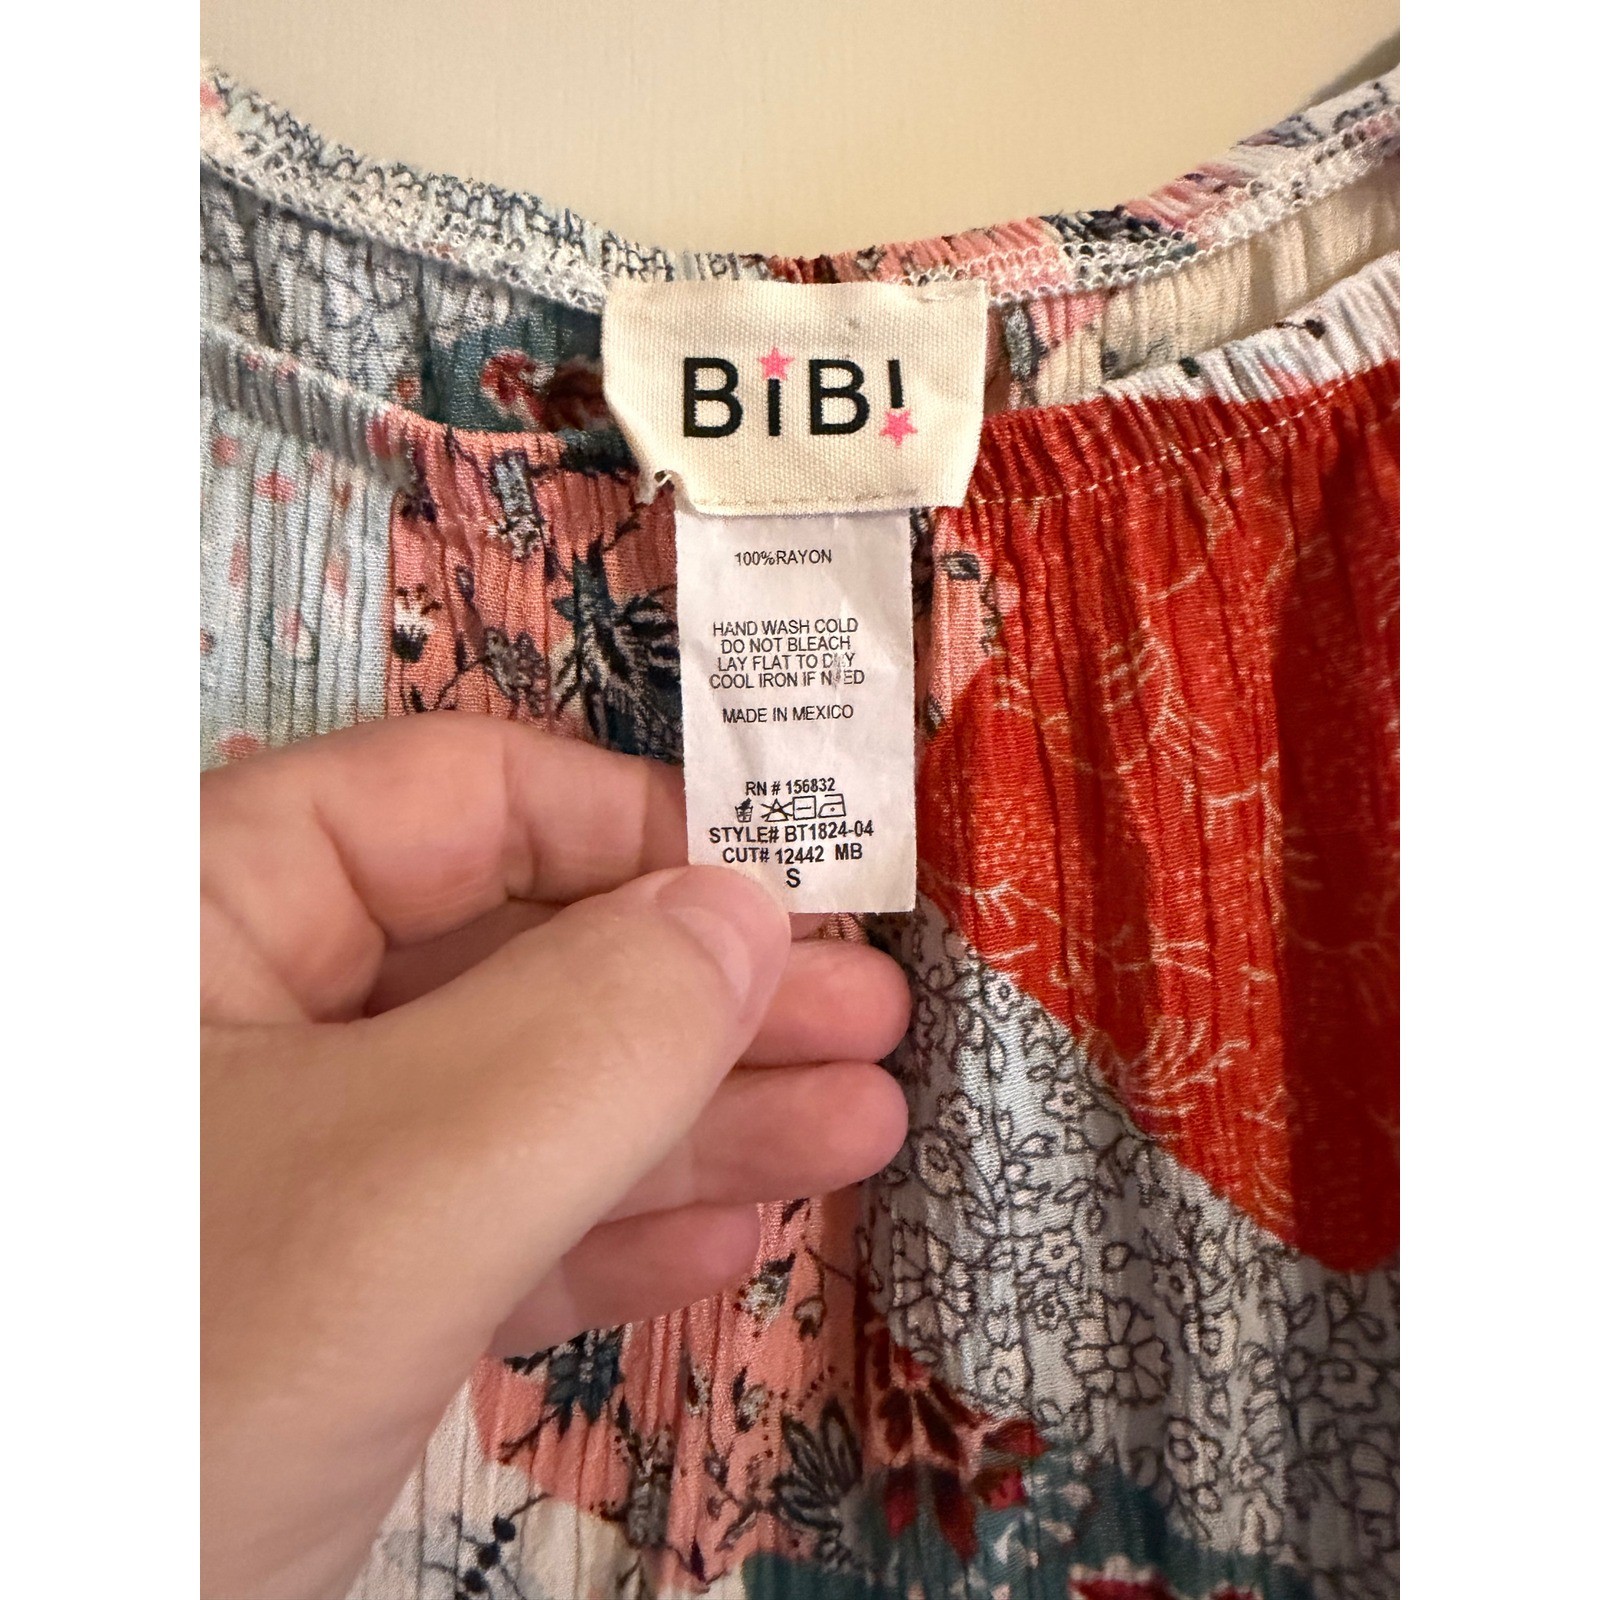 BiB!
100%RAYON
HAND WASH COLD
DO NOT BLEACH
LAY FLAT TO DRY
COOL IRON IF NEED
MADE IN MEXICO
RN # 156832
STYLE# BT1824-04
CUT# 12442 MB
S